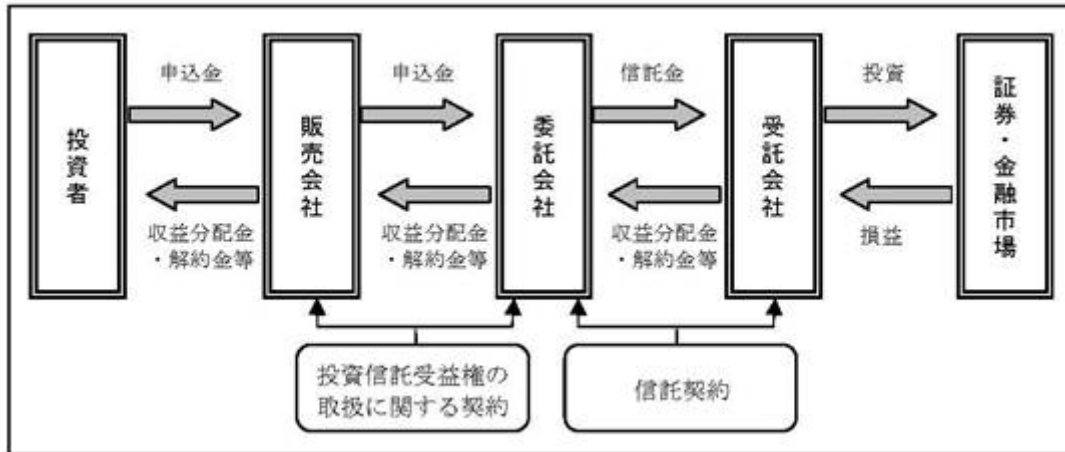 申込金
申込金
信託金
投資
投資者
販売会社
委託会社
受託会社
証券・金融市場
収益分配金
・解約金等
収益分配金
・解約金等
収益分配金
・解約金等
損益
投資信託受益権の
取扱に関する契約
信託契約